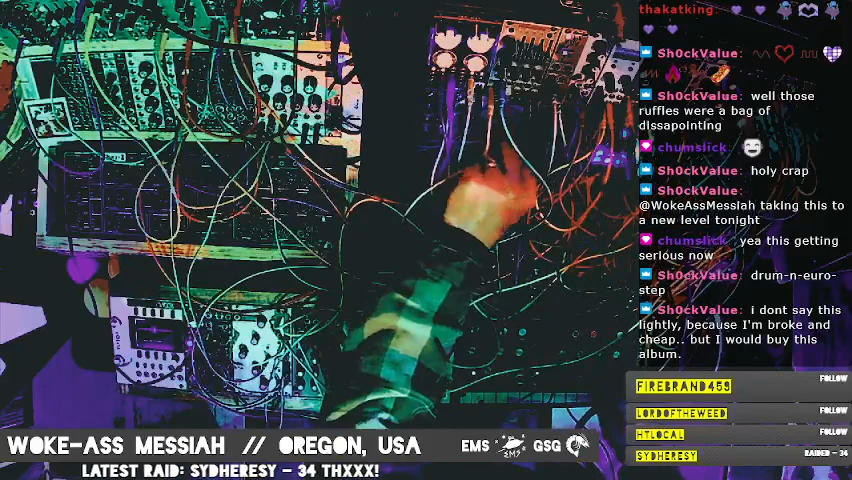 thakatking:
Sh0ckValue:
Sh0ckValue: well those
ruffles were a bag of
dissapointing
chumslick:
Sh0ckValue: holy crap
Sh0ckValue:
@WokeAssMessiah taking this to
a new level tonight
chumslick: yea this getting
serious now
Sh0ckValue: drum-n-euro-
step
Sh0ckValue: i dont say this
lightly, because I'm broke and
cheap.. but I would buy this
album.
FIREBRAND459 FOLLOW
LORDOFTHEWEED FOLLOW
HTLOCAL FOLLOW
SYDHERESY RAIDED - 34
WOKE-ASS MESSIAH // OREGON, USA EMS EMS GSG
LATEST RAID: SYDHERESY - 34 THXXX!